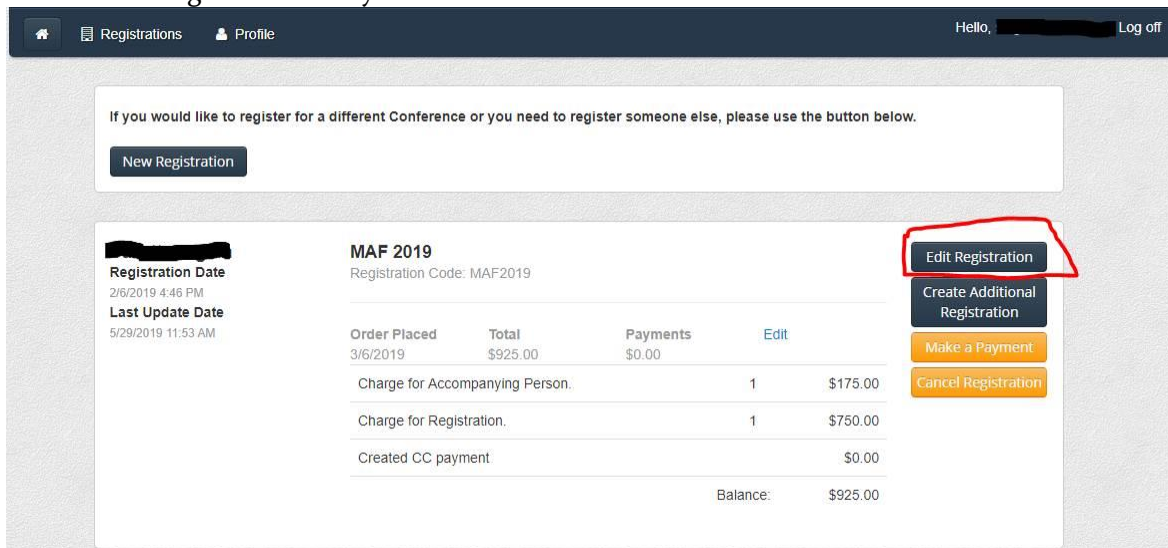 Registrations Profile Hello, Log off
If you would like to register for a different Conference or you need to register someone else, please use the button below.
New Registration
Registration Date
2/6/2019 4:46 PM
Last Update Date
5/29/2019 11:53 AM
MAF 2019
Registration Code: MAF2019
Order Placed Total Payments Edit
3/6/2019 $925.00 $0.00
Charge for Accompanying Person. 1 $175.00
Charge for Registration. 1 $750.00
Created CC payment $0.00
Balance: $925.00
Edit Registration
Create Additional
Registration
Make a Payment
Cancel Registration